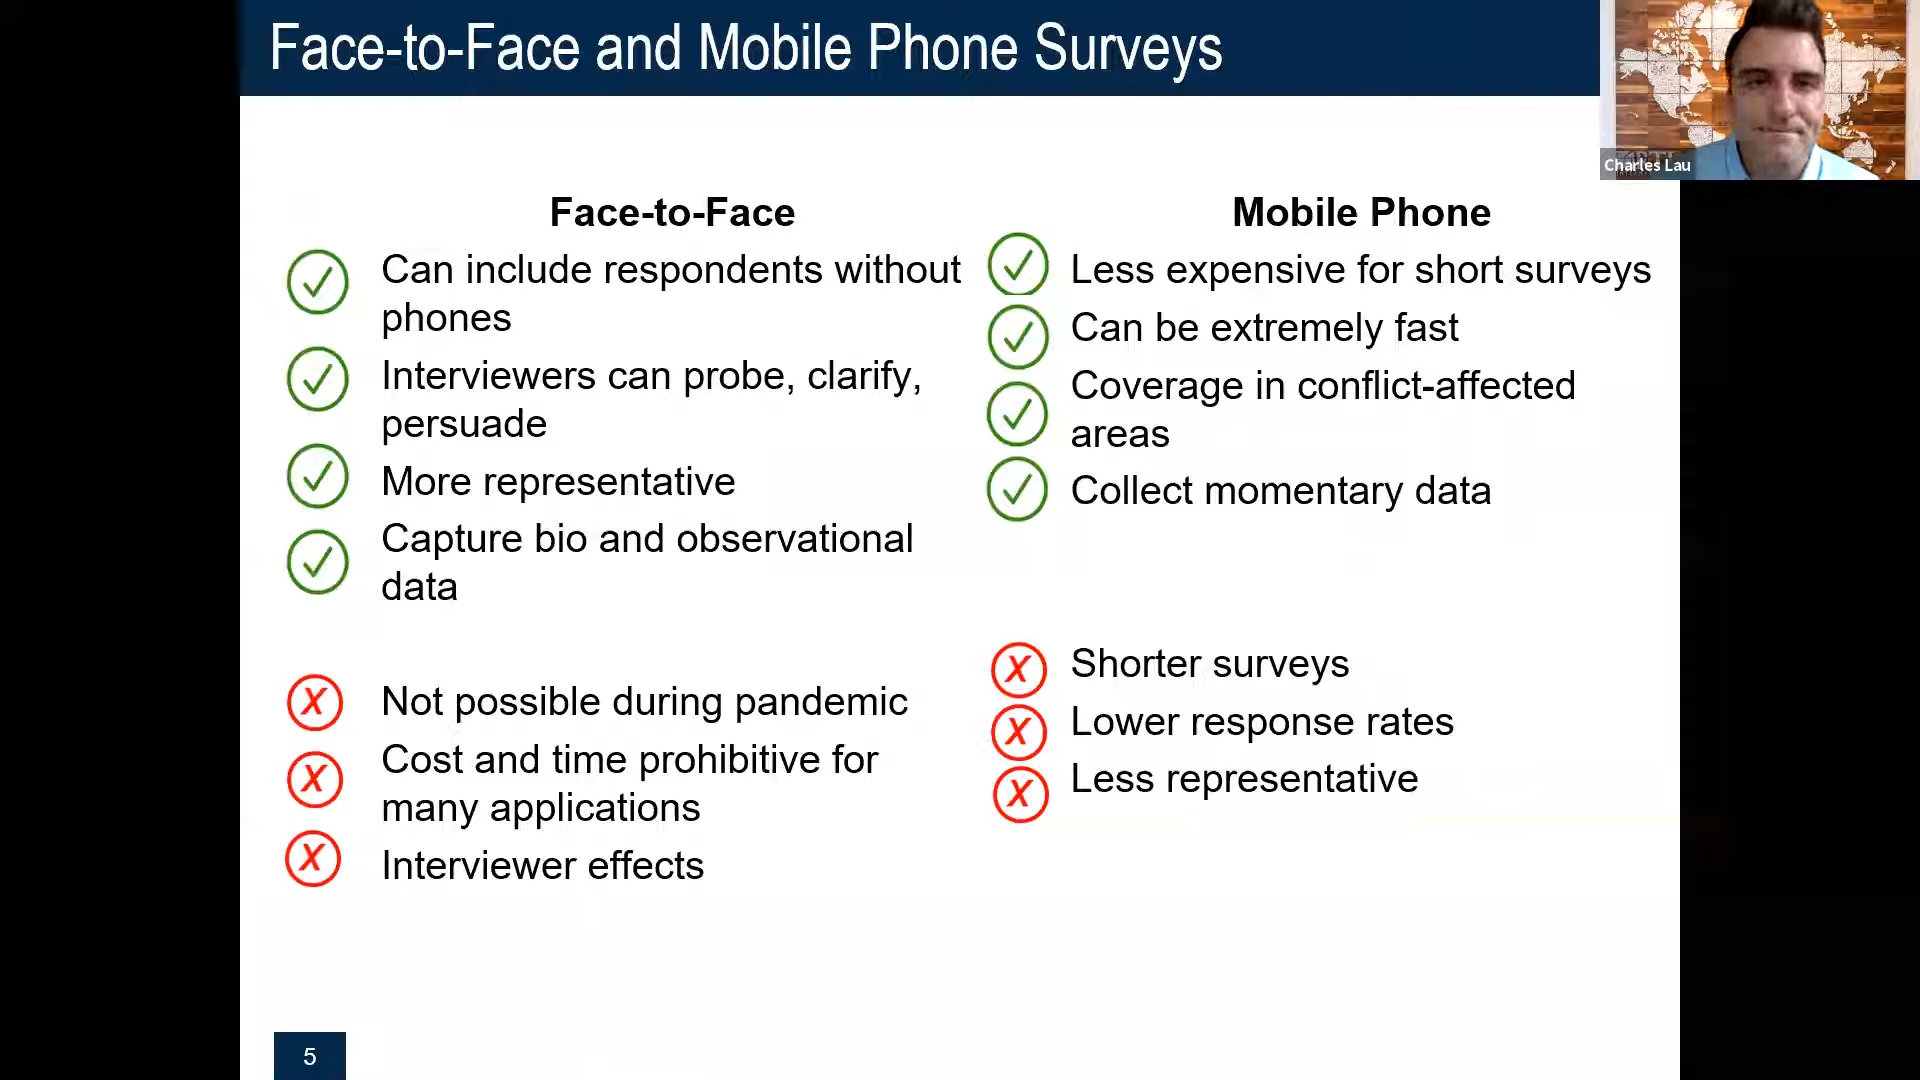 Face-to-Face and Mobile Phone Surveys
Charles Lau
Face-to-Face
Can include respondents without
phones
Interviewers can probe, clarify,
persuade
More representative
Capture bio and observational
data
Not possible during pandemic
Cost and time prohibitive for
many applications
Interviewer effects
Mobile Phone
Less expensive for short surveys
Can be extremely fast
Coverage in conflict-affected
areas
Collect momentary data
Shorter surveys
Lower response rates
Less representative
5